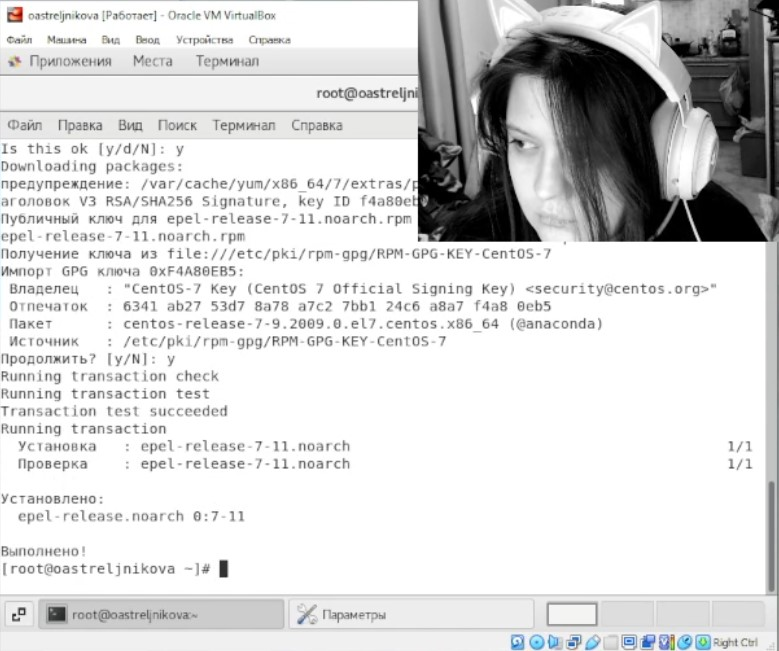 oastreljnikova [Работает] - Oracle VM VirtualBox
Файл Машина Вид Ввод Устройства Справка
Приложения Места Терминал
root@oastreljni
Файл Правка Вид Поиск Терминал Справка
Is this ok [y/d/N]: y
Downloading packages:
предупреждение: /var/cache/yum/x86_64/7/extras/p
аголовок V3 RSA/SHA256 Signature, key ID f4a80eb
Публичный ключ для epel-release-7-11.noarch.rpm
epel-release-7-11.noarch.rpm
Получение ключа из file:///etc/pki/rpm-gpg/RPM-GPG-KEY-CentOS-7
Импорт GPG ключа 0xF4A80EB5:
Владелец : "CentOS-7 Key (CentOS 7 Official Signing Key) <security@centos.org>"
Отпечаток : 6341 ab27 53d7 8a78 a7c2 7bb1 24c6 a8a7 f4a8 0eb5
Пакет : centos-release-7-9.2009.0.el7.centos.x86_64 (@anaconda)
Источник : /etc/pki/rpm-gpg/RPM-GPG-KEY-CentOS-7
Продолжить? [y/N]: y
Running transaction check
Running transaction test
Transaction test succeeded
Running transaction
Установка : epel-release-7-11.noarch 1/1
Проверка : epel-release-7-11.noarch 1/1
Установлено:
epel-release.noarch 0:7-11
Выполнено!
[root@oastreljnikova ~]#
root@oastreljnikova:~ Параметры
Right Ctrl